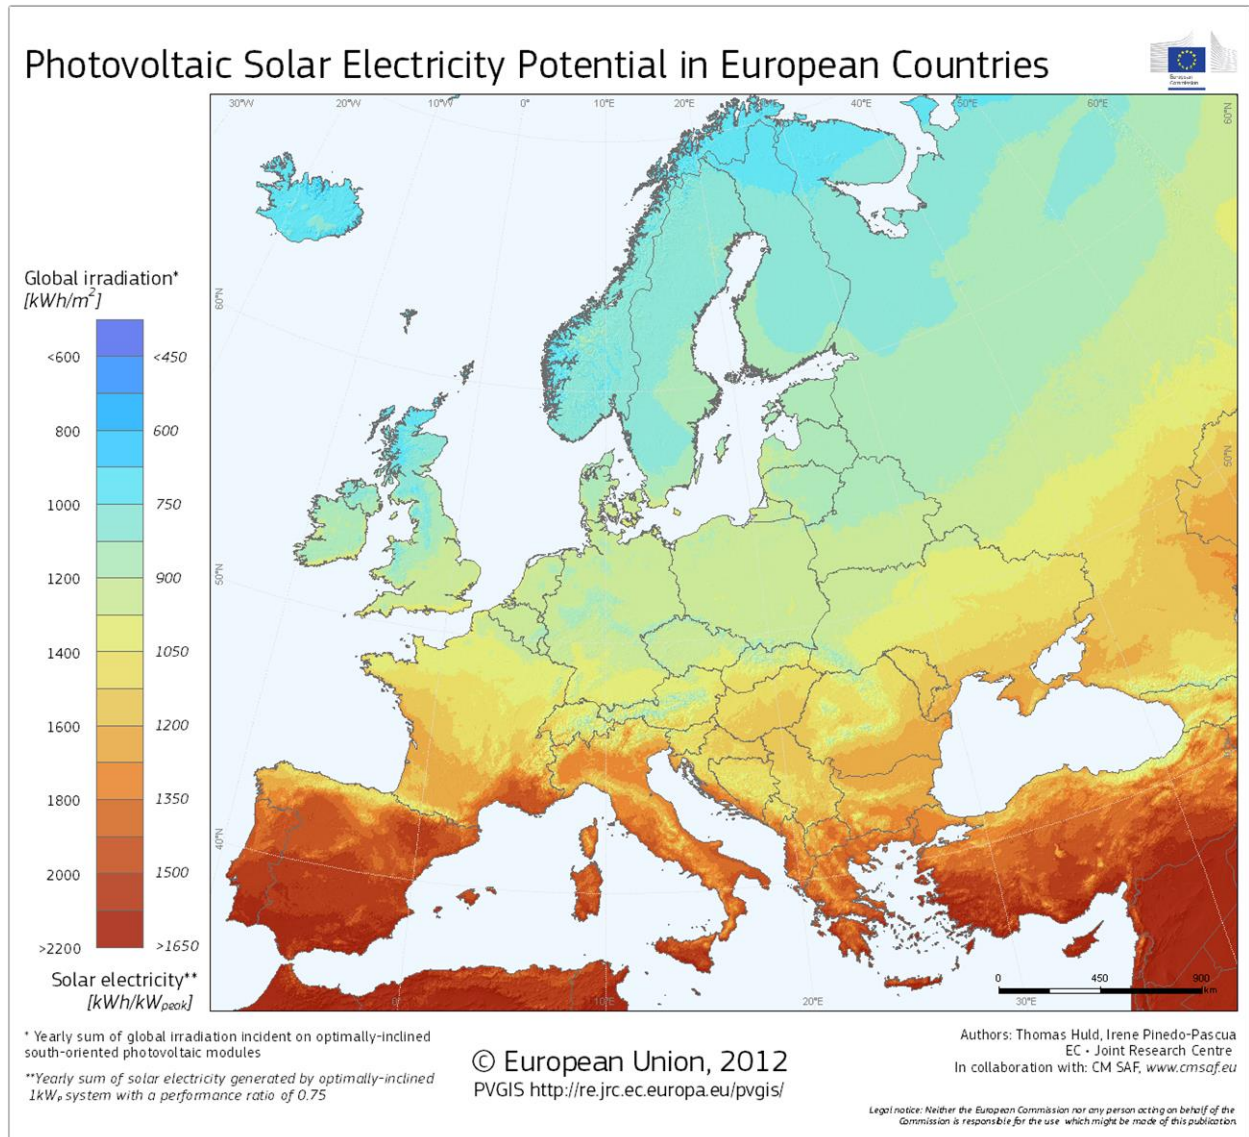 Photovoltaic Solar Electricity Potential in European Countries
European
Commission
30°W 20°W 10°W 0° 10°E 20°E 30°E 40°E 50°E 60°E
60°N
Global irradiation*
[kWh/m²]
<600 <450
800 600
1000 750
1200 900
1400 1050
1600 1200
1800 1350
2000 1500
>2200 >1650
Solar electricity**
[kWh/kWpeak]
60°N
50°N
40°N
50°N
0° 10°E 20°E 30°E
0 450 900
km
* Yearly sum of global irradiation incident on optimally-inclined
south-oriented photovoltaic modules
**Yearly sum of solar electricity generated by optimally-inclined
1kWp system with a performance ratio of 0.75
© European Union, 2012
PVGIS http://re.jrc.ec.europa.eu/pvgis/
Authors: Thomas Huld, Irene Pinedo-Pascua
EC • Joint Research Centre
In collaboration with: CM SAF, www.cmsaf.eu
Legal notice: Neither the European Commission nor any person acting on behalf of the
Commission is responsible for the use which might be made of this publication.